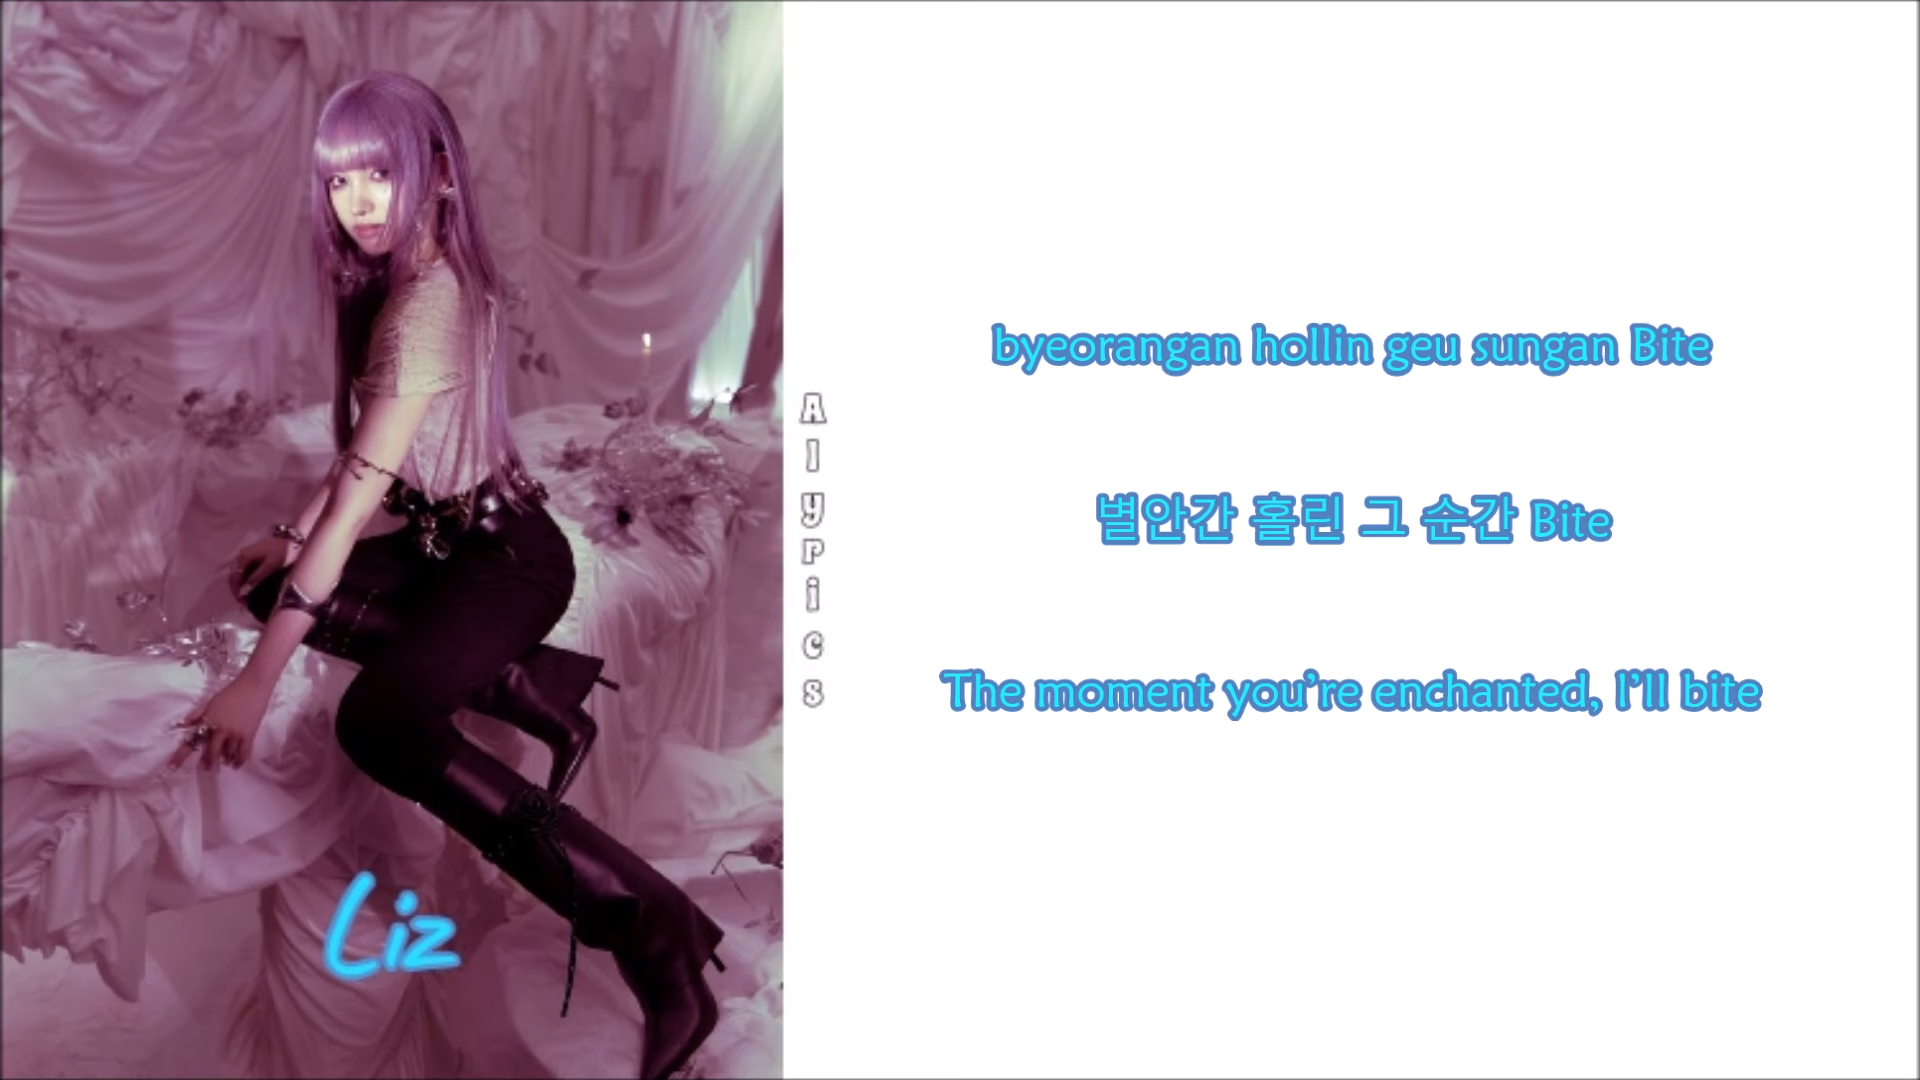 byeorangan hollin geu sungan Bite
별안간 홀린 그 순간 Bite
The moment you’re enchanted, I’ll bite
Alypics
Liz